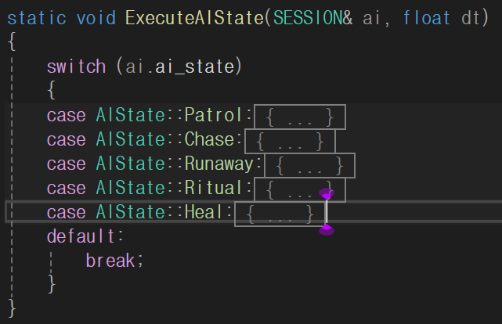 static void ExecuteAIState(SESSION& ai, float dt)
{
    switch (ai.ai_state)
    {
    case AIState::Patrol: { ... }
    case AIState::Chase: { ... }
    case AIState::Runaway: { ... }
    case AIState::Ritual: { ... }
    case AIState::Heal: { ... }
    default:
        break;
    }
}